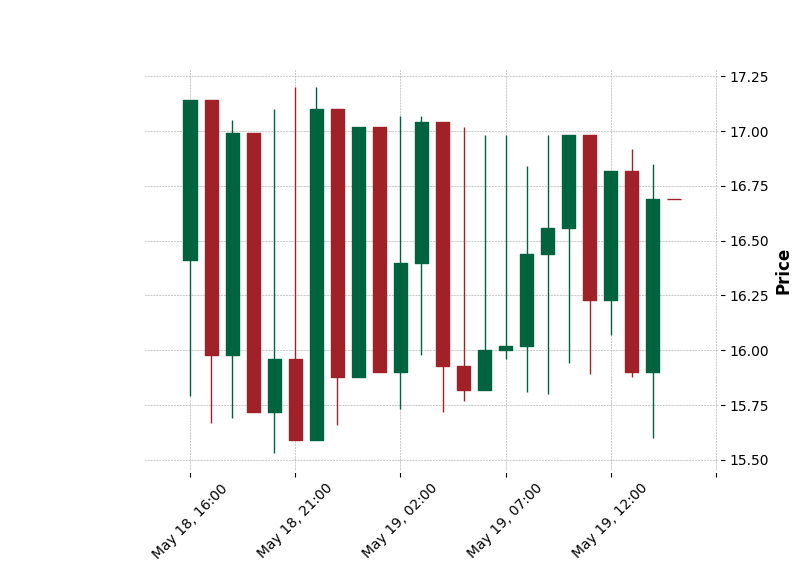 17.25
17.00
16.75
16.50
16.25
16.00
15.75
15.50
Price
May 18, 16:00
May 18, 21:00
May 19, 02:00
May 19, 07:00
May 19, 12:00